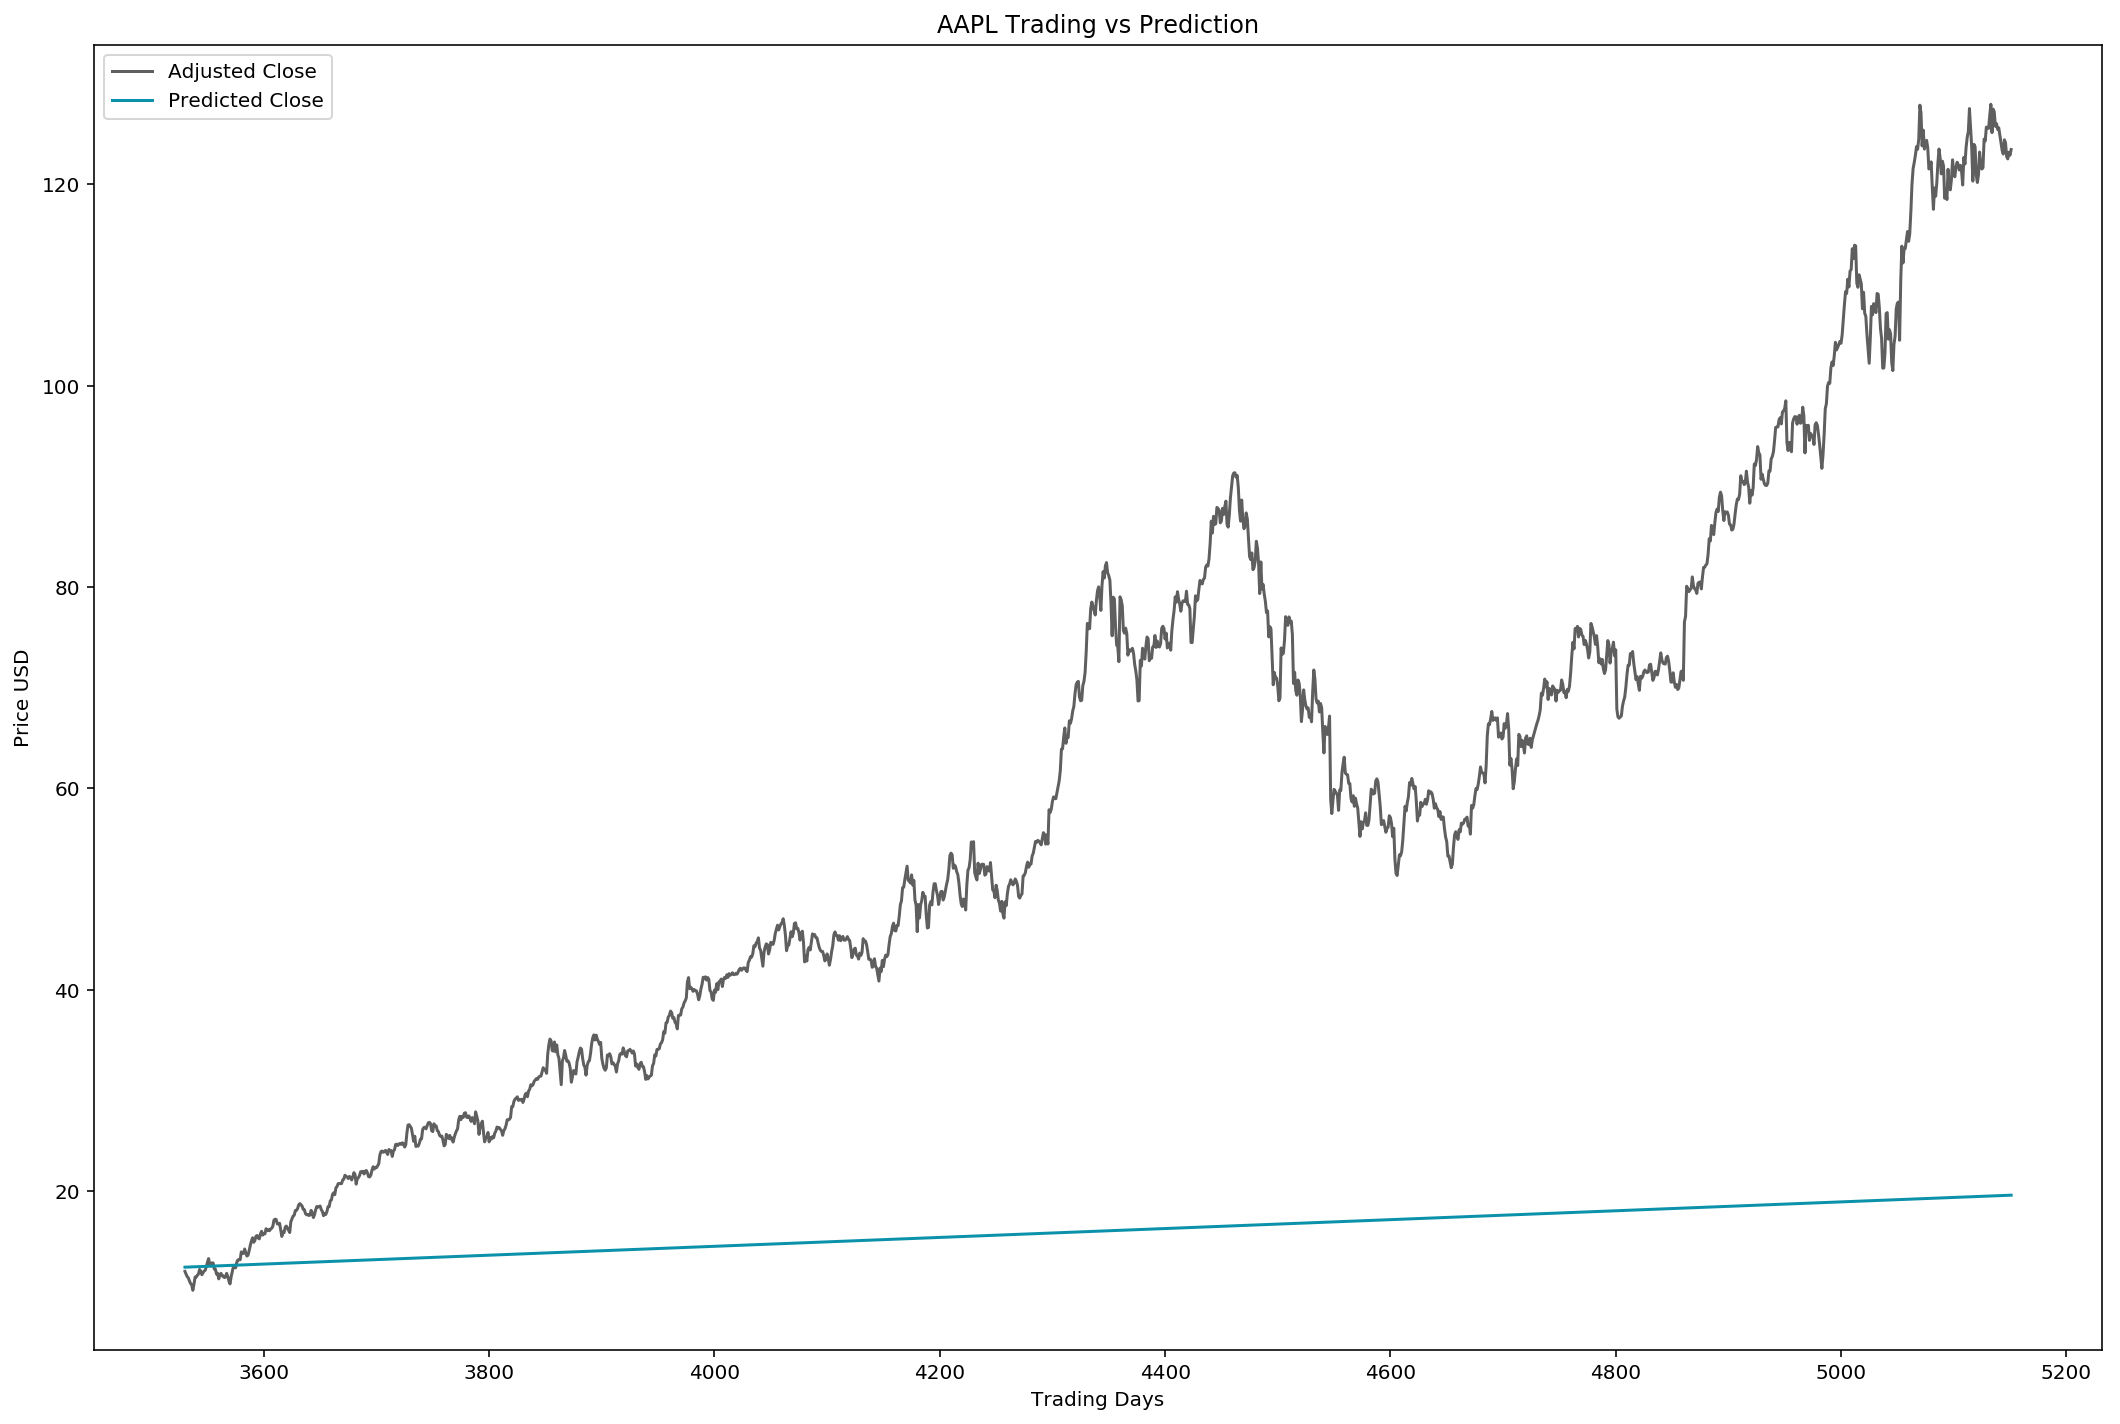 AAPL Trading vs Prediction
Adjusted Close
Predicted Close
120
100
80
60
40
20
Price USD
3600 3800 4000 4200 4400 4600 4800 5000 5200
Trading Days